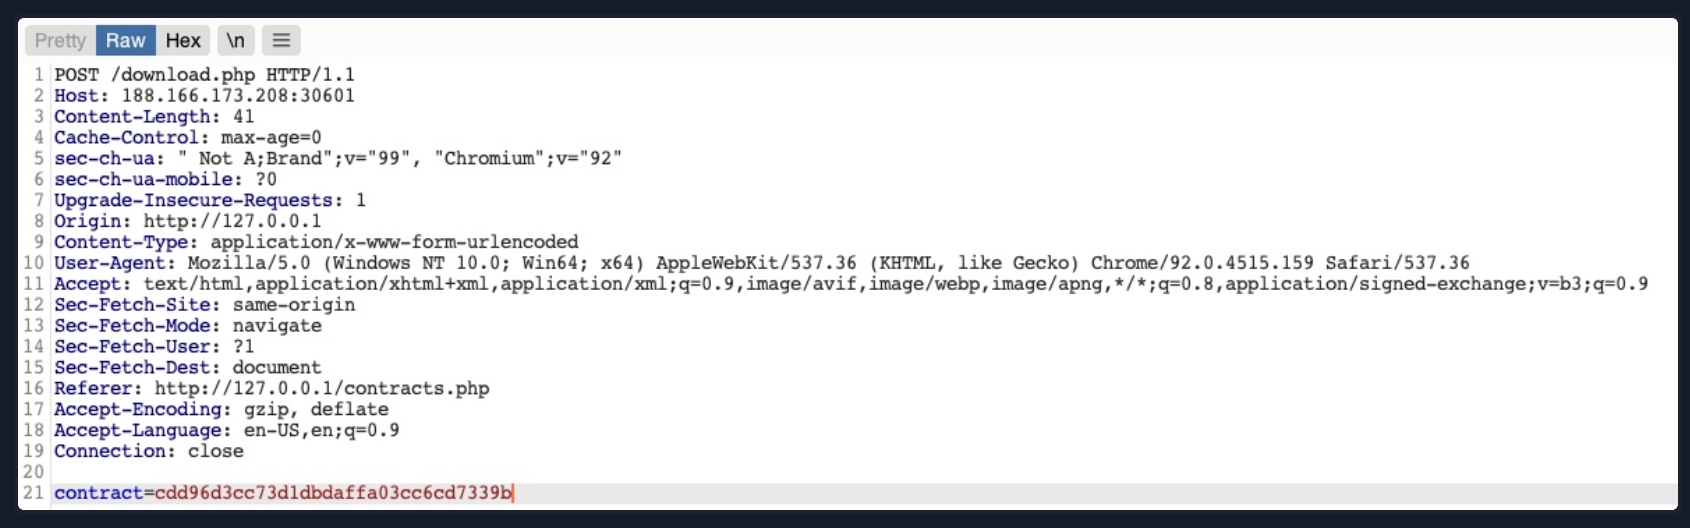 Pretty Raw Hex \n
1 POST /download.php HTTP/1.1
2 Host: 188.166.173.208:30601
3 Content-Length: 41
4 Cache-Control: max-age=0
5 sec-ch-ua: " Not A;Brand";v="99", "Chromium";v="92"
6 sec-ch-ua-mobile: ?0
7 Upgrade-Insecure-Requests: 1
8 Origin: http://127.0.0.1
9 Content-Type: application/x-www-form-urlencoded
10 User-Agent: Mozilla/5.0 (Windows NT 10.0; Win64; x64) AppleWebKit/537.36 (KHTML, like Gecko) Chrome/92.0.4515.159 Safari/537.36
11 Accept: text/html,application/xhtml+xml,application/xml;q=0.9,image/avif,image/webp,image/apng,*/*;q=0.8,application/signed-exchange;v=b3;q=0.9
12 Sec-Fetch-Site: same-origin
13 Sec-Fetch-Mode: navigate
14 Sec-Fetch-User: ?1
15 Sec-Fetch-Dest: document
16 Referer: http://127.0.0.1/contracts.php
17 Accept-Encoding: gzip, deflate
18 Accept-Language: en-US,en;q=0.9
19 Connection: close
20
21 contract=cdd96d3cc73d1dbdaffa03cc6cd7339b